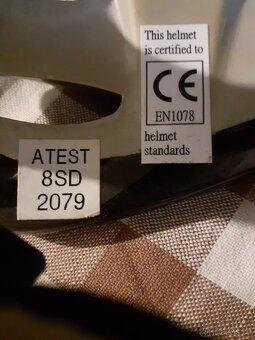 This helmet
is certified to
CE
EN1078
helmet
standards
ATEST
8SD
2079